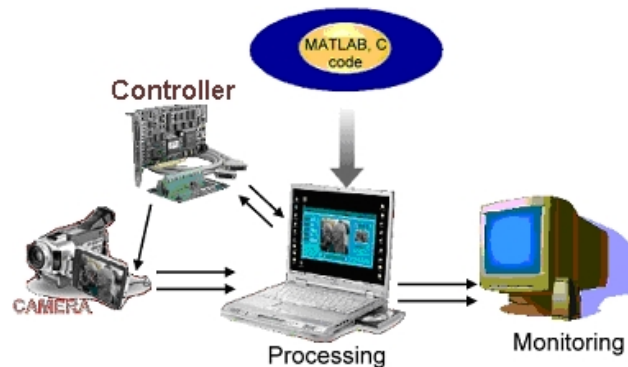 MATLAB, C
code
Controller
CAMERA
Processing
Monitoring